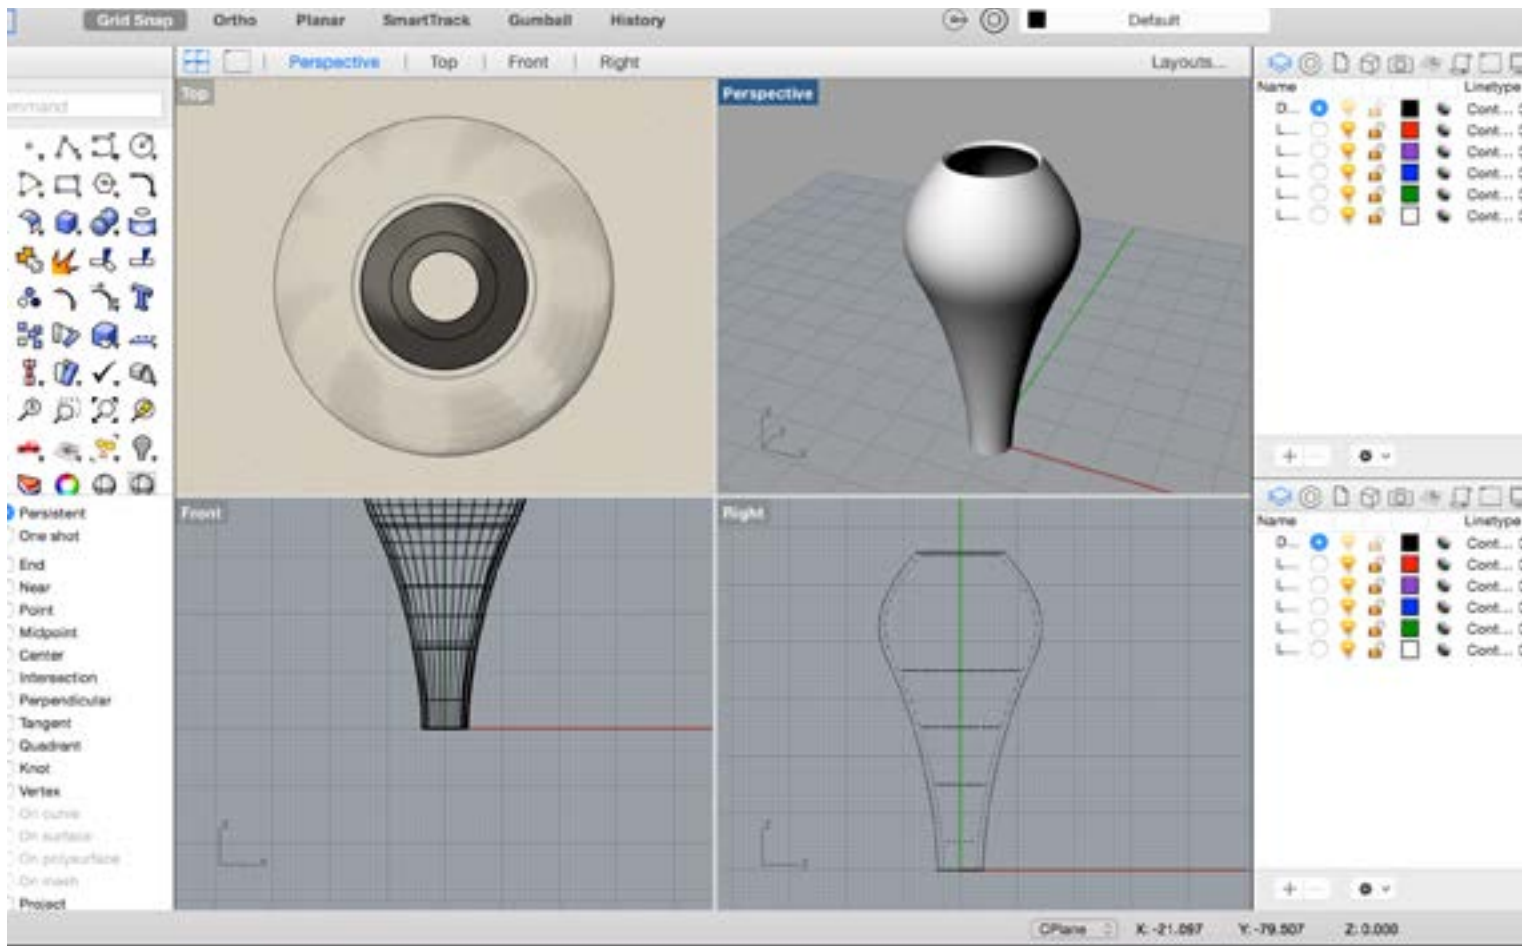 Grid Snap Ortho Planar SmartTrack Gumball History Default
Perspective Top Front Right Layouts...
ommand
Top
Perspective
Name Linetype
D... Cont...
L... Cont...
L... Cont...
L... Cont...
L... Cont...
L... Cont...
Front
Right
Persistent
One shot
End
Near
Point
Midpoint
Center
Intersection
Perpendicular
Tangent
Quadrant
Knot
Vertex
On curve
On surface
On polysurface
On mesh
Project
Name Linetype
D... Cont...
L... Cont...
L... Cont...
L... Cont...
L... Cont...
L... Cont...
CPlane X: -21.097 Y: -79.507 Z: 0.000